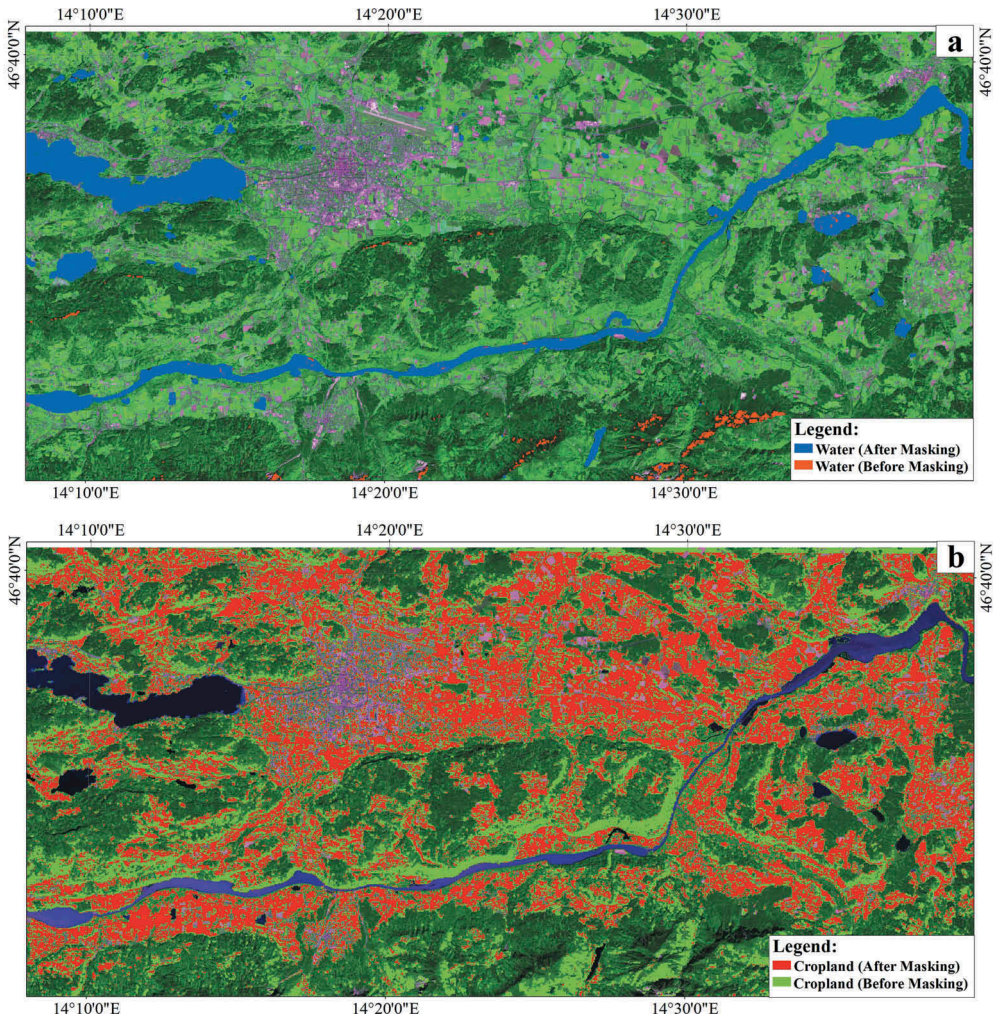 14°10'0"E 14°20'0"E 14°30'0"E
a
46°40'0"N 46°40'0"N
Legend:
Water (After Masking)
Water (Before Masking)
14°10'0"E 14°20'0"E 14°30'0"E
14°10'0"E 14°20'0"E 14°30'0"E
b
46°40'0"N 46°40'0"N
Legend:
Cropland (After Masking)
Cropland (Before Masking)
14°10'0"E 14°20'0"E 14°30'0"E